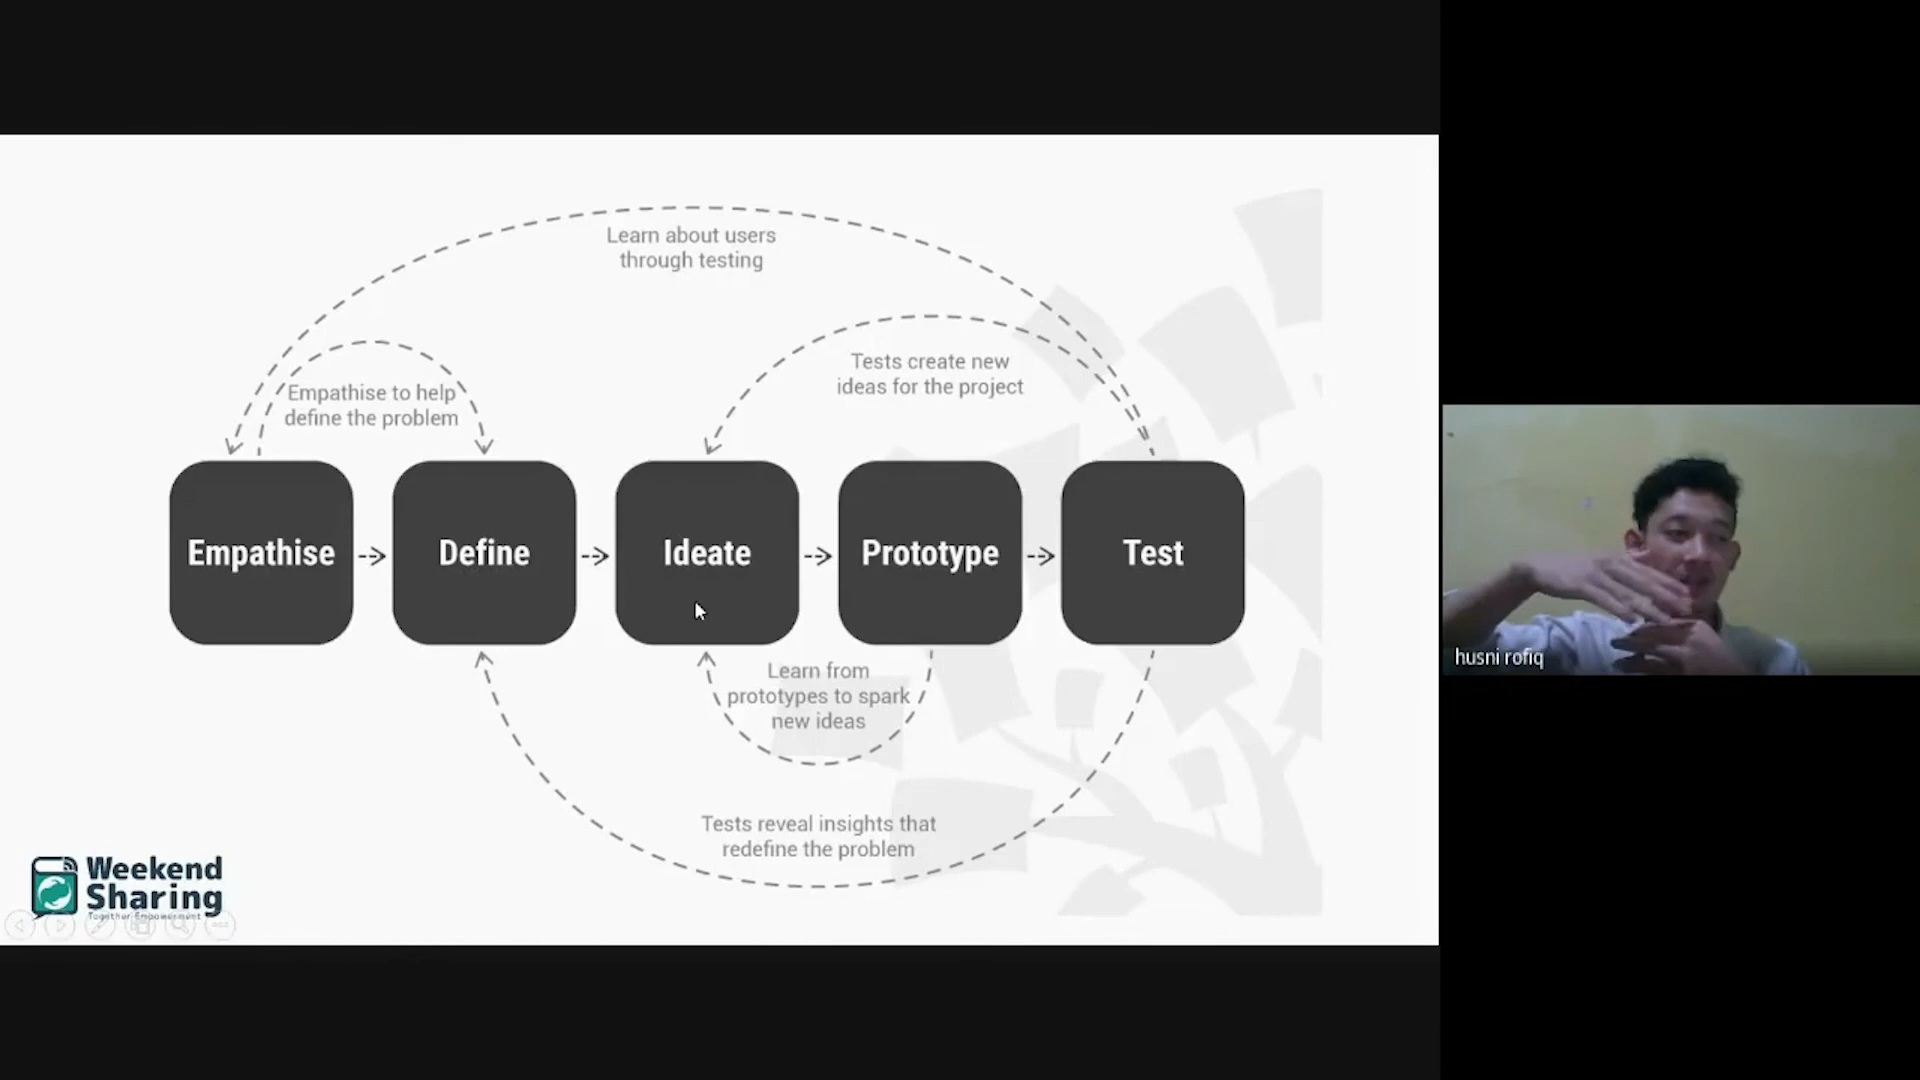 Learn about users
through testing
Tests create new
ideas for the project
Empathise to help
define the problem
Empathise
Define
Ideate
Prototype
Test
Learn from
prototypes to spark
new ideas
Tests reveal insights that
redefine the problem
Weekend
Sharing
Together Empowerment
husni rofiq